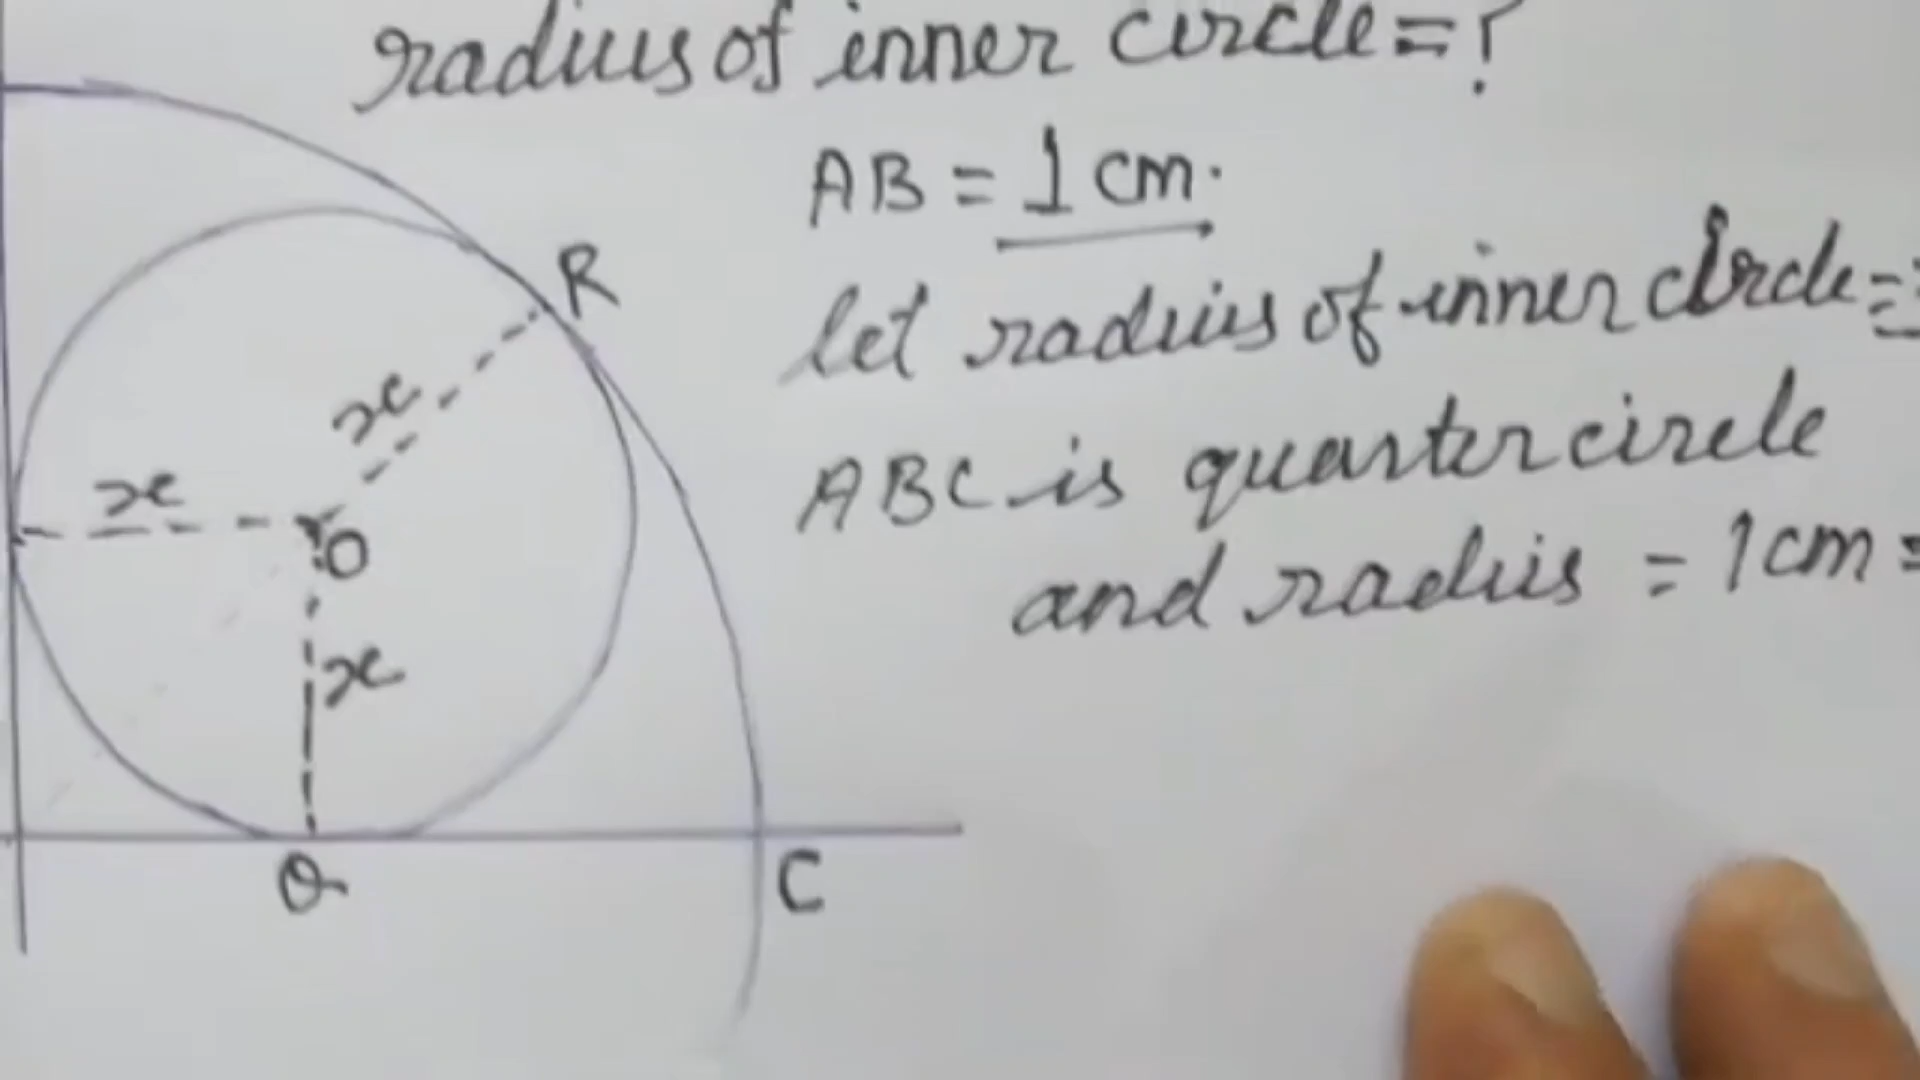 radius of inner circle = ?
AB = 1 cm.
let radius of inner circle =
ABC is quarter circle
and radius = 1 cm =
R
x
x
O
x
Q
C